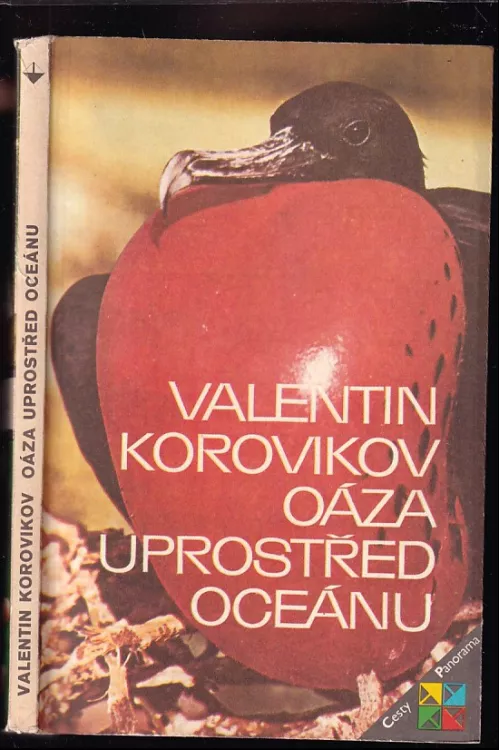 VALENTIN KOROVIKOV OÁZA UPROSTŘED OCEÁNU
VALENTIN
KOROVIKOV
OÁZA
UPROSTŘED
OCEÁNU
Cesty
Panorama